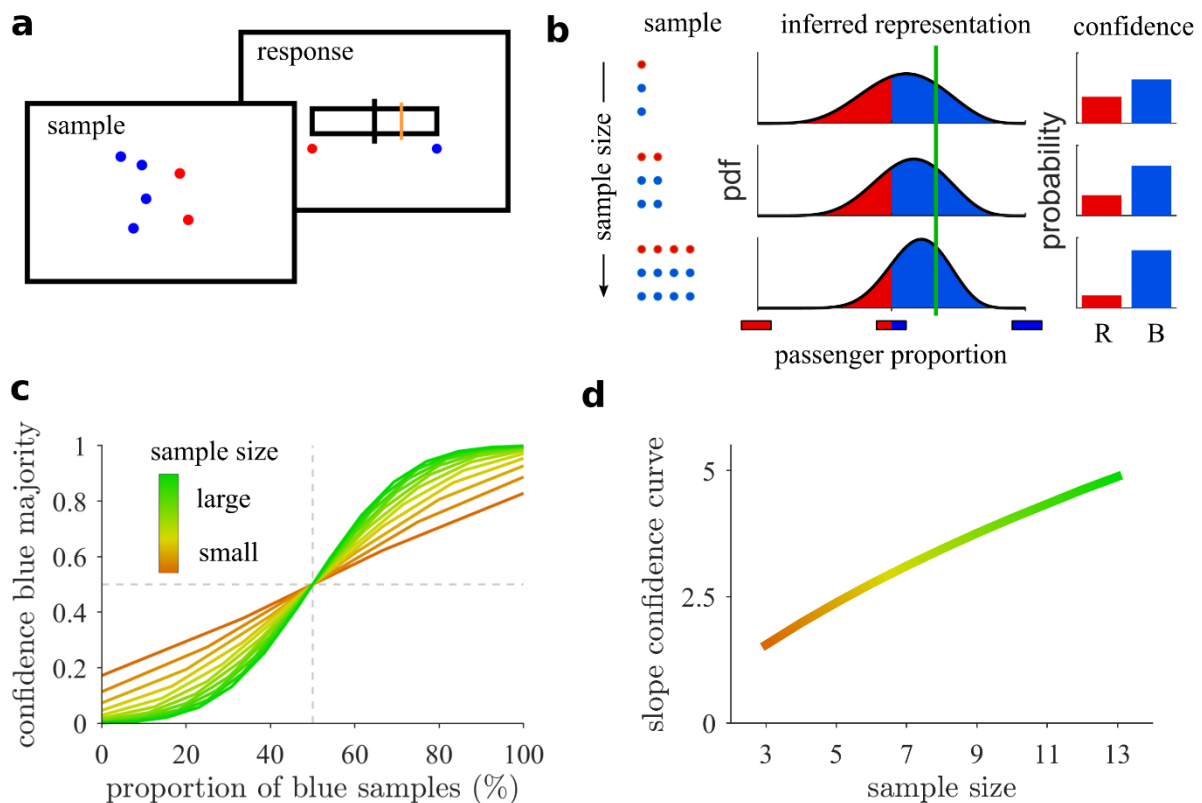 a
response
sample
b
sample
inferred representation
confidence
sample size
pdf
probability
R
B
passenger proportion
c
confidence blue majority
1
0.8
0.6
0.4
0.2
0
sample size
large
small
0
20
40
60
80
100
proportion of blue samples (%)
d
slope confidence curve
5
2.5
0
3
5
7
9
11
13
sample size